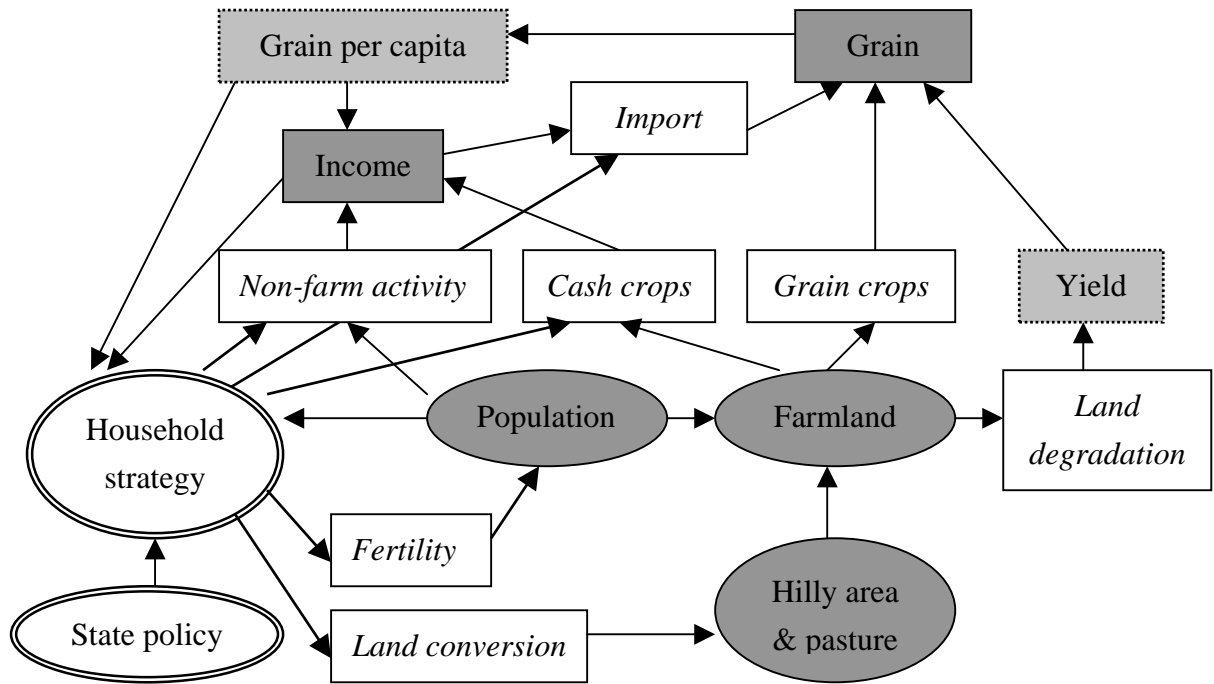 Grain per capita
Grain
Import
Income
Non-farm activity
Cash crops
Grain crops
Yield
Household
strategy
Population
Farmland
Land
degradation
Fertility
Hilly area
& pasture
State policy
Land conversion